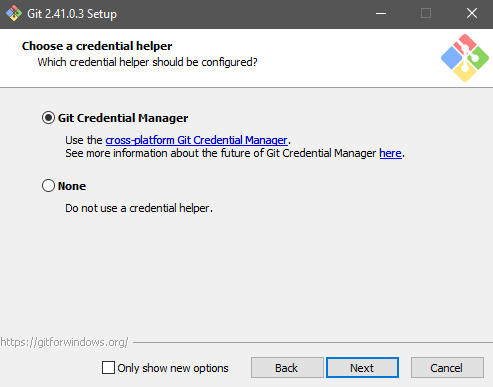 Git 2.41.0.3 Setup
Choose a credential helper
Which credential helper should be configured?
Git Credential Manager
Use the cross-platform Git Credential Manager.
See more information about the future of Git Credential Manager here.
None
Do not use a credential helper.
https://gitforwindows.org/
Only show new options
Back
Next
Cancel